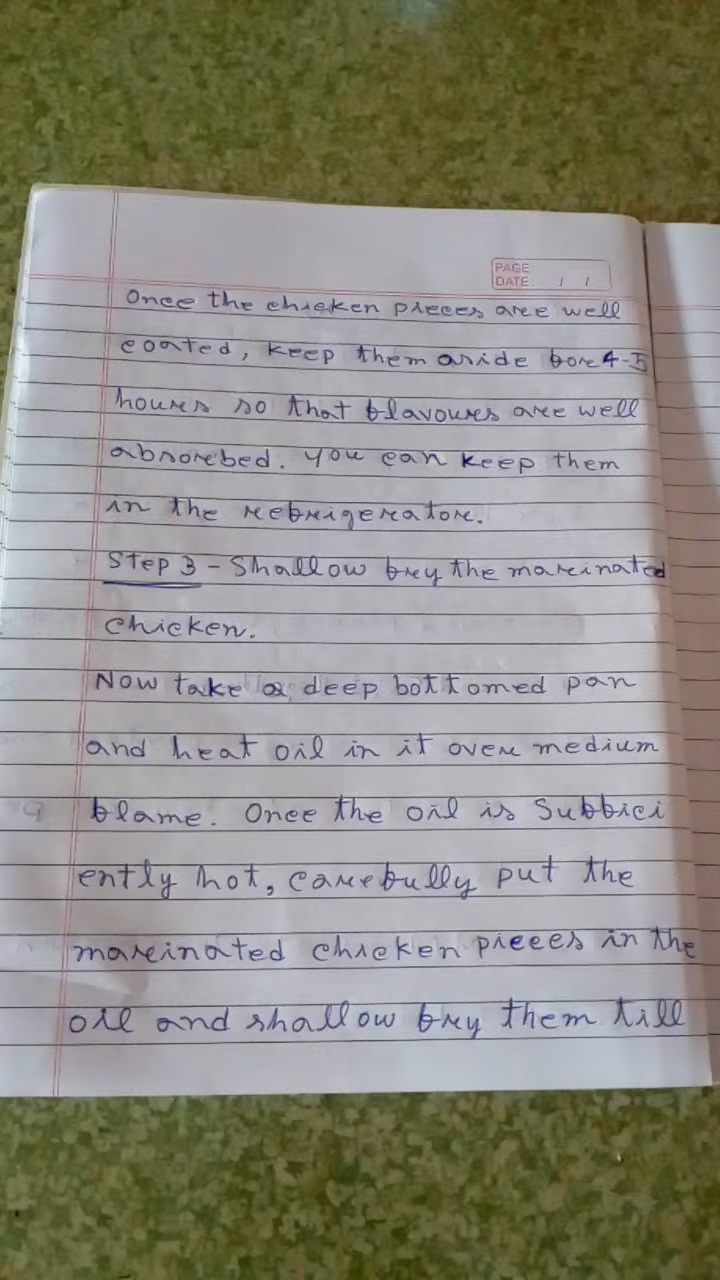 PAGE
DATE / /
Once the chicken pieces are well
coated, keep them aside for 4-5
hours so that flavours are well
absorbed. You can keep them
in the refrigerator.
Step 3 - Shallow fry the marinated
chicken.
Now take a deep bottomed pan
and heat oil in it over medium
flame. Once the oil is Suffici
ently hot, carefully put the
marinated chicken pieces in the
oil and shallow fry them till